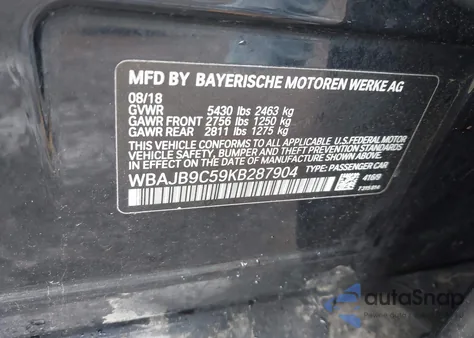 MFD BY BAYERISCHE MOTOREN WERKE AG
08/18
GVWR 5430 lbs 2463 kg
GAWR FRONT 2756 lbs 1250 kg
GAWR REAR 2811 lbs 1275 kg
THIS VEHICLE CONFORMS TO ALL APPLICABLE U.S.FEDERAL MOTOR
VEHICLE SAFETY, BUMPER, AND THEFT PREVENTION STANDARDS IN
EFFECT ON THE DATE OF MANUFACTURE SHOWN ABOVE.
WBAJB9C59KB287904 TYPE: PASSENGER CAR
autoSnap